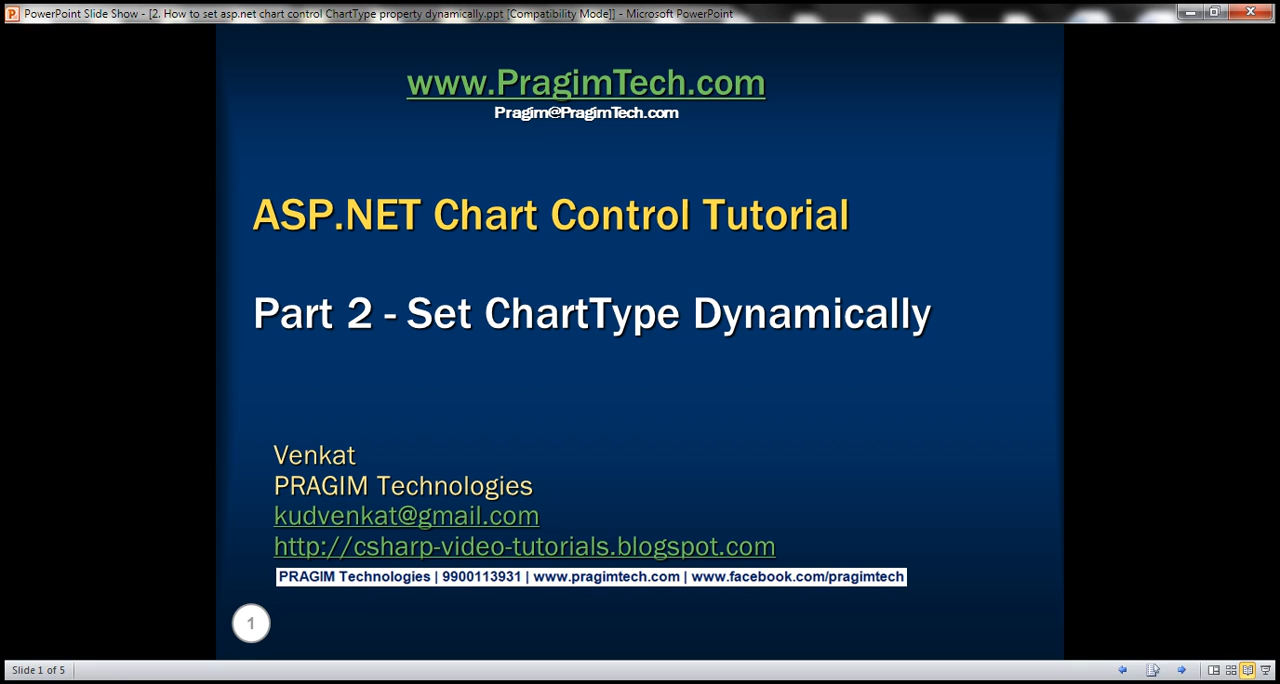 PowerPoint Slide Show - [2. How to set asp.net chart control ChartType property dynamically.ppt [Compatibility Mode]] - Microsoft PowerPoint
www.PragimTech.com
Pragim@PragimTech.com
ASP.NET Chart Control Tutorial
Part 2 - Set ChartType Dynamically
Venkat
PRAGIM Technologies
kudvenkat@gmail.com
http://csharp-video-tutorials.blogspot.com
PRAGIM Technologies | 9900113931 | www.pragimtech.com | www.facebook.com/pragimtech
1
Slide 1 of 5